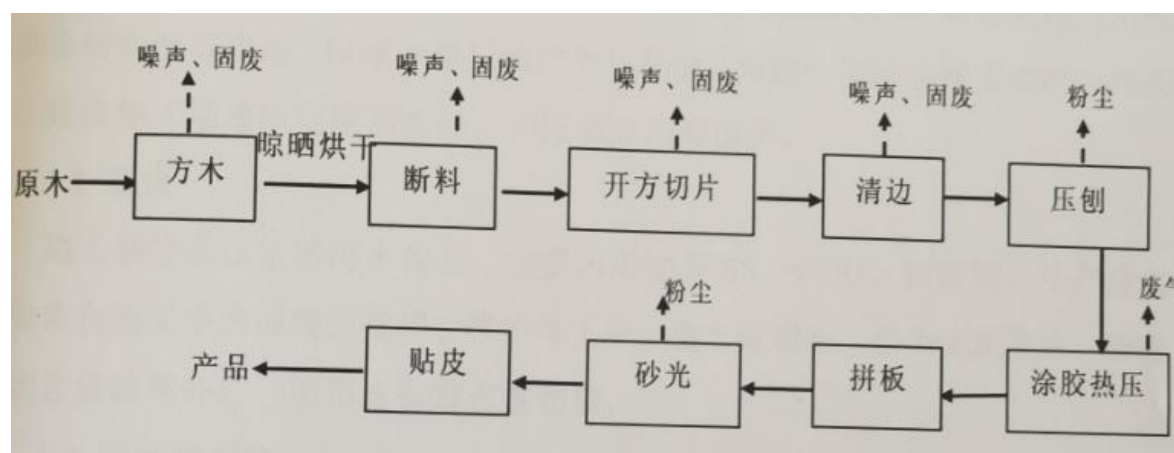 噪声、固废
噪声、固废
噪声、固废
噪声、固废
粉尘
原木
方木
晾晒烘干
断料
开方切片
清边
压刨
粉尘
废气
产品
贴皮
砂光
拼板
涂胶热压